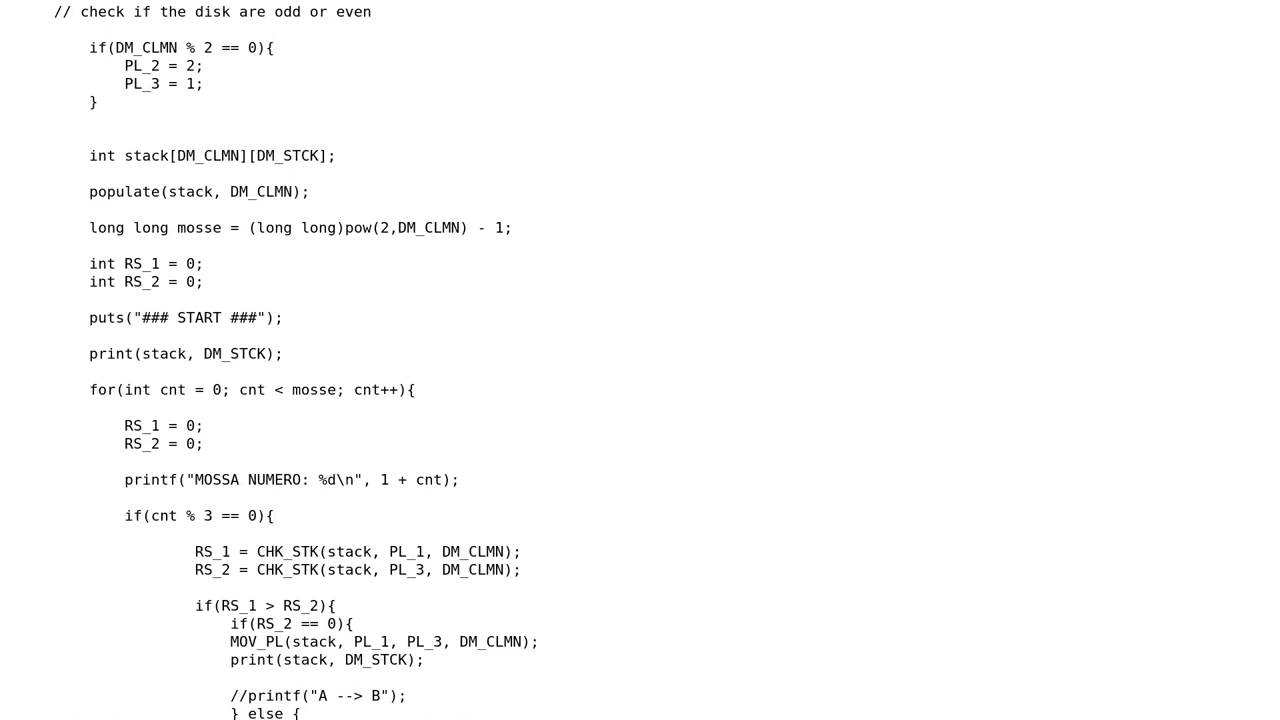 // check if the disk are odd or even
if(DM_CLMN % 2 == 0){
PL_2 = 2;
PL_3 = 1;
}
int stack[DM_CLMN][DM_STCK];
populate(stack, DM_CLMN);
long long mosse = (long long)pow(2,DM_CLMN) - 1;
int RS_1 = 0;
int RS_2 = 0;
puts("### START ###");
print(stack, DM_STCK);
for(int cnt = 0; cnt < mosse; cnt++){
RS_1 = 0;
RS_2 = 0;
printf("MOSSA NUMERO: %d\n", 1 + cnt);
if(cnt % 3 == 0){
RS_1 = CHK_STK(stack, PL_1, DM_CLMN);
RS_2 = CHK_STK(stack, PL_3, DM_CLMN);
if(RS_1 > RS_2){
if(RS_2 == 0){
MOV_PL(stack, PL_1, PL_3, DM_CLMN);
print(stack, DM_STCK);
//printf("A --> B");
} else {